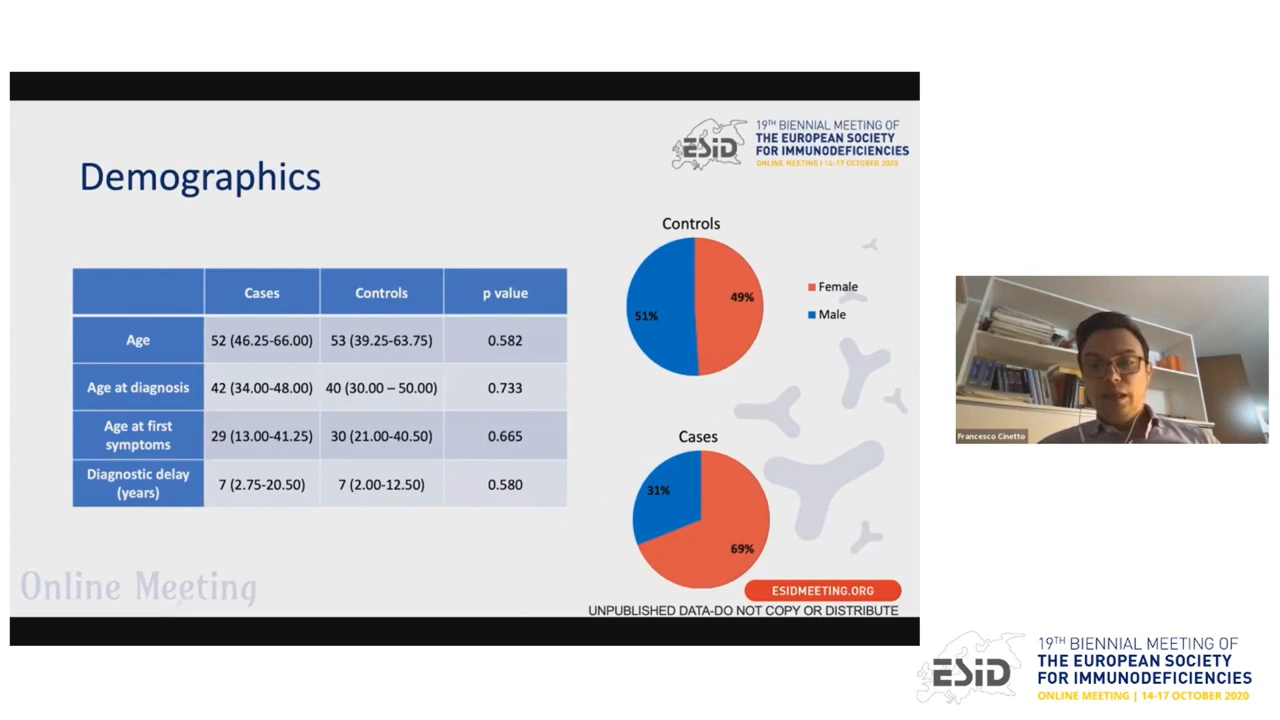 19TH BIENNIAL MEETING OF
THE EUROPEAN SOCIETY
FOR IMMUNODEFICIENCIES
ONLINE MEETING | 14-17 OCTOBER 2020
ESiD
Demographics
Cases Controls p value
Age 52 (46.25-66.00) 53 (39.25-63.75) 0.582
Age at diagnosis 42 (34.00-48.00) 40 (30.00 – 50.00) 0.733
Age at first
symptoms
29 (13.00-41.25) 30 (21.00-40.50) 0.665
Diagnostic delay
(years)
7 (2.75-20.50) 7 (2.00-12.50) 0.580
Controls
51%
49%
Female
Male
Cases
31%
69%
Online Meeting
ESIDMEETING.ORG
UNPUBLISHED DATA-DO NOT COPY OR DISTRIBUTE
Francesco Cinetto
ESiD
19TH BIENNIAL MEETING OF
THE EUROPEAN SOCIETY
FOR IMMUNODEFICIENCIES
ONLINE MEETING | 14-17 OCTOBER 2020